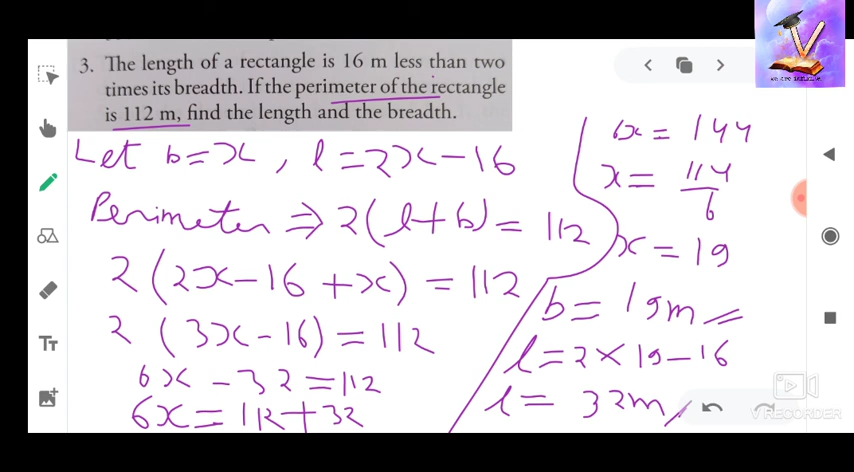 3. The length of a rectangle is 16 m less than two
times its breadth. If the perimeter of the rectangle
is 112 m, find the length and the breadth.
Let b=x, l=2x-16
Perimeter ⇒ 2(l+b)= 112
2(2x-16+x)=112
2(3x-16)=112
6x-32=112
6x=112+32
6x=144
x=114/6
x=19
b=19m
l=2×19-16
l=32m
Tт
VRECORDER